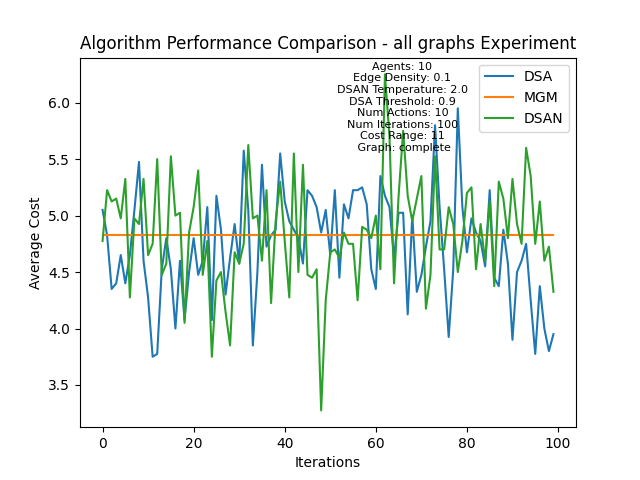 Algorithm Performance Comparison - all graphs Experiment
Agents: 10
Edge Density: 0.1
DSAN Temperature: 2.0
DSA Threshold: 0.9
Num Actions: 10
Num Iterations: 100
Cost Range: 11
Graph: complete
DSA
MGM
DSAN
Average Cost
6.0
5.5
5.0
4.5
4.0
3.5
0
20
40
60
80
100
Iterations